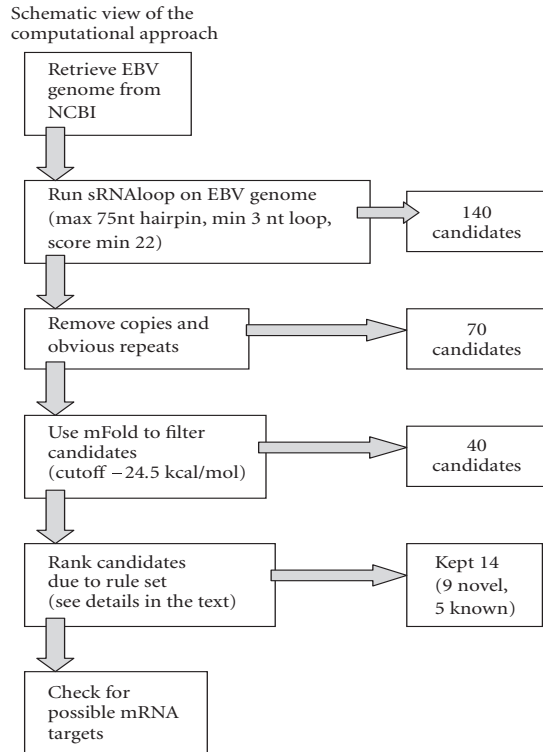 Schematic view of the
computational approach
Retrieve EBV
genome from
NCBI
Run sRNAloop on EBV genome
(max 75nt hairpin, min 3 nt loop,
score min 22)
140
candidates
Remove copies and
obvious repeats
70
candidates
Use mFold to filter
candidates
(cutoff −24.5 kcal/mol)
40
candidates
Rank candidates
due to rule set
(see details in the text)
Kept 14
(9 novel,
5 known)
Check for
possible mRNA
targets